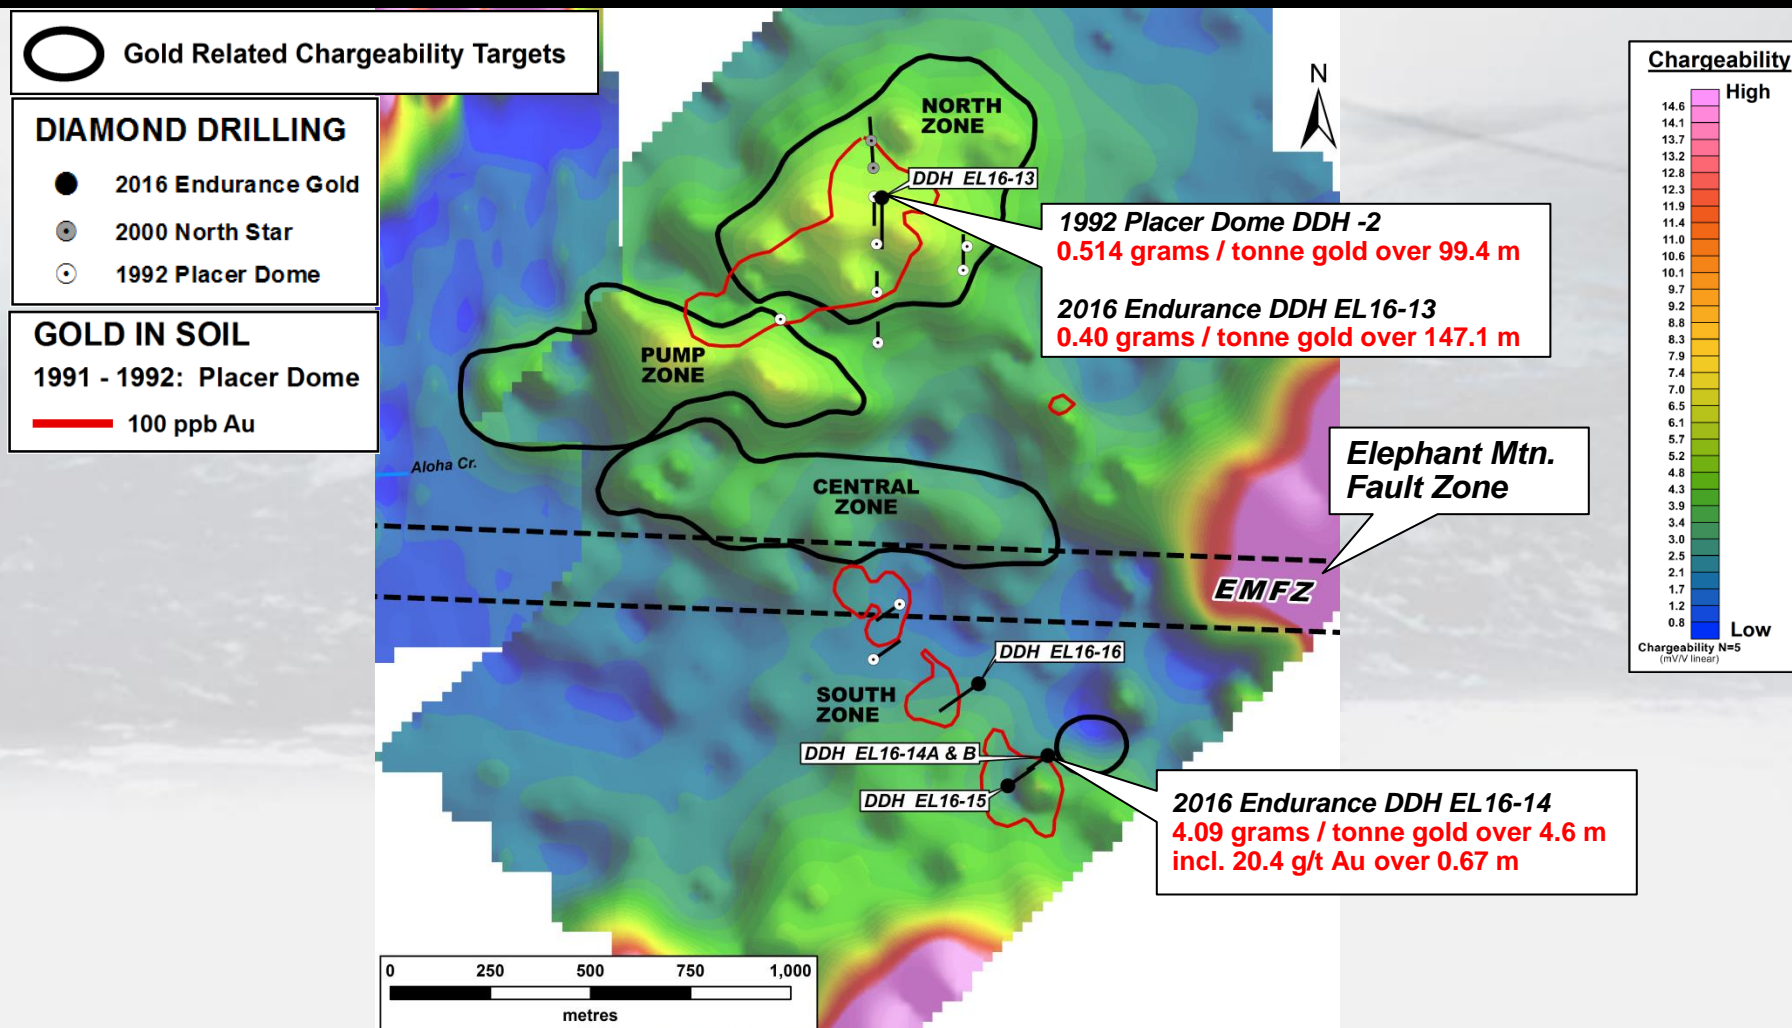 Gold Related Chargeability Targets
DIAMOND DRILLING
2016 Endurance Gold
2000 North Star
1992 Placer Dome
GOLD IN SOIL
1991 - 1992:  Placer Dome
100 ppb Au
Aloha Cr.
N
NORTH
ZONE
DDH EL16-13
1992 Placer Dome DDH -2
0.514 grams / tonne gold over 99.4 m
2016 Endurance DDH EL16-13
0.40 grams / tonne gold over 147.1 m
PUMP
ZONE
CENTRAL
ZONE
Elephant Mtn.
Fault Zone
EMFZ
DDH EL16-16
SOUTH
ZONE
DDH EL16-14A & B
DDH EL16-15
2016 Endurance DDH EL16-14
4.09 grams / tonne gold over 4.6 m
incl. 20.4 g/t Au over 0.67 m
0 250 500 750 1,000
metres
Chargeability
High
14.6
14.1
13.7
13.2
12.8
12.3
11.9
11.4
11.0
10.6
10.1
9.7
9.2
8.8
8.3
7.9
7.4
7.0
6.5
6.1
5.7
5.2
4.8
4.3
3.9
3.4
3.0
2.5
2.1
1.7
1.2
0.8
Low
Chargeability N=5
(mV/V linear)